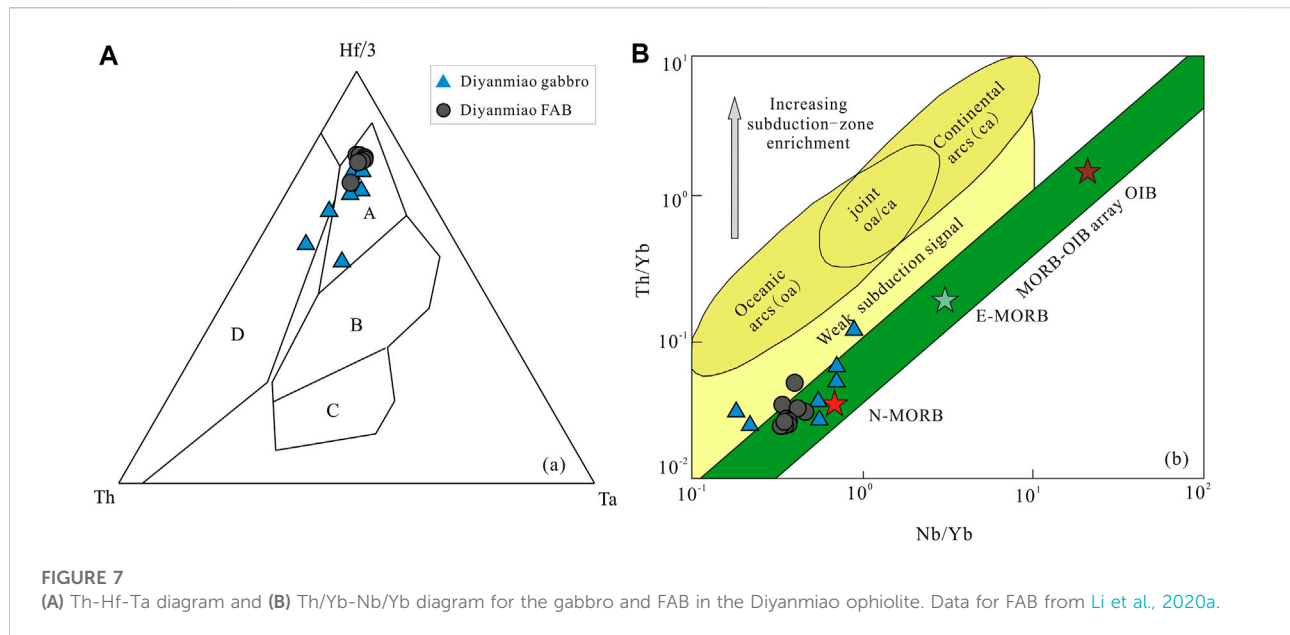 A
Hf/3
Diyanmiao gabbro
Diyanmiao FAB
A
B
C
D
(a)
Th
Ta
B
Th/Yb
10¹
10⁰
10⁻¹
10⁻²
Increasing
subduction-zone
enrichment
Continental
arcs(ca)
joint
oa/ca
Oceanic
arcs(oa)
Weak subduction signal
OIB
MORB-OIB array
E-MORB
N-MORB
(b)
10⁻¹
10⁰
10¹
10²
Nb/Yb
FIGURE 7
(A) Th-Hf-Ta diagram and (B) Th/Yb-Nb/Yb diagram for the gabbro and FAB in the Diyanmiao ophiolite. Data for FAB from Li et al., 2020a.